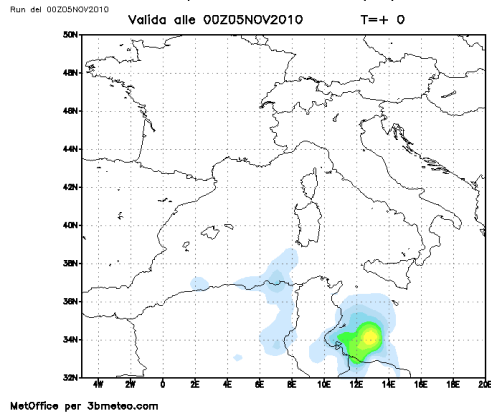 Run del 00Z05NOV2010
Valida alle 00Z05NOV2010 T=+ 0
50N
48N
46N
44N
42N
40N
38N
36N
34N
32N
4W 2W 0 2E 4E 6E 8E 10E 12E 14E 16E 18E 20E
MetOffice per 3bmeteo.com